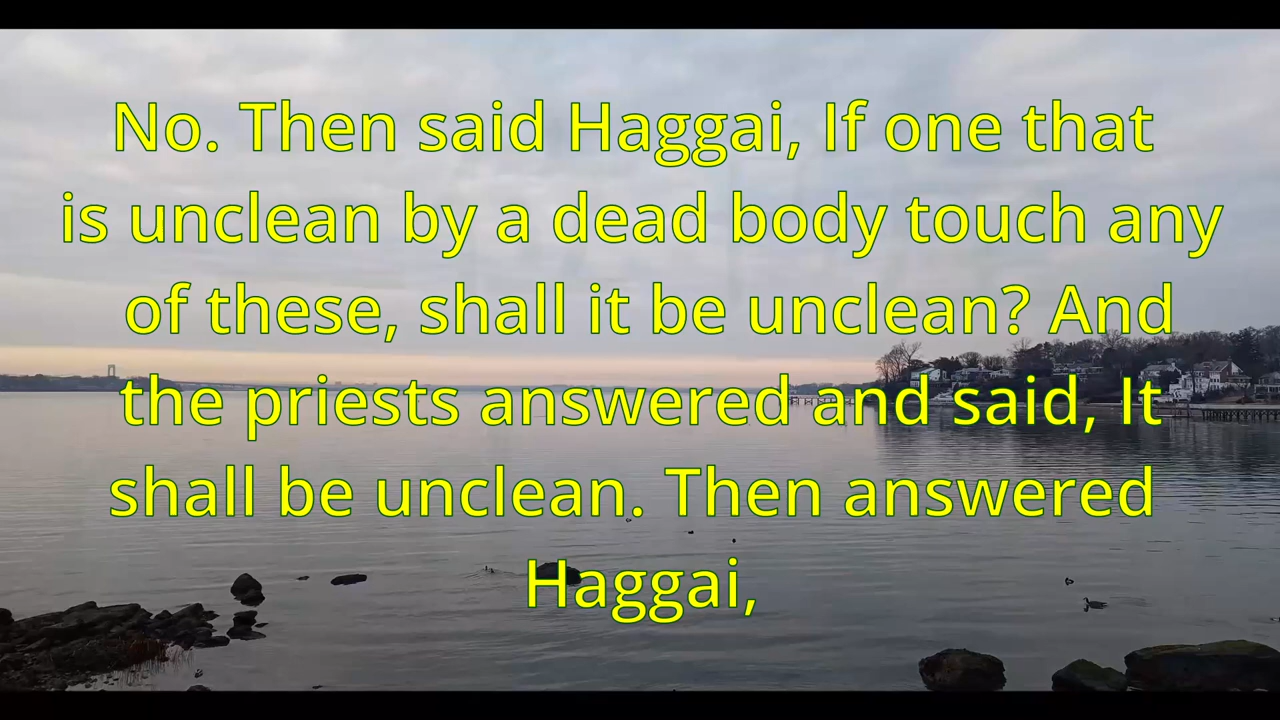 No. Then said Haggai, If one that
is unclean by a dead body touch any
of these, shall it be unclean? And
the priests answered and said, It
shall be unclean. Then answered
Haggai,